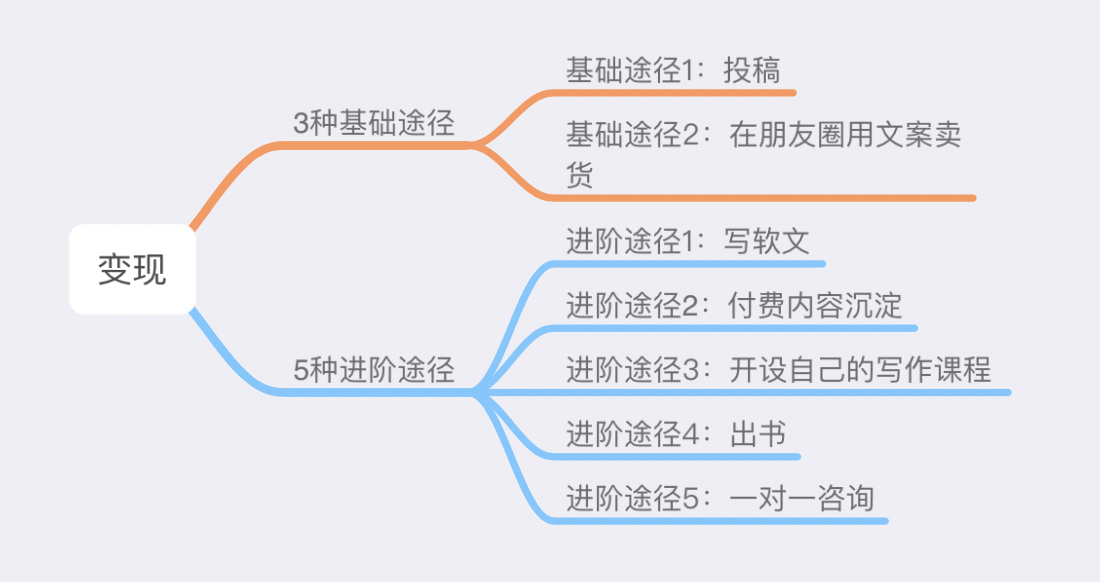 变现
3种基础途径
基础途径1：投稿
基础途径2：在朋友圈用文案卖
货
5种进阶途径
进阶途径1：写软文
进阶途径2：付费内容沉淀
进阶途径3：开设自己的写作课程
进阶途径4：出书
进阶途径5：一对一咨询